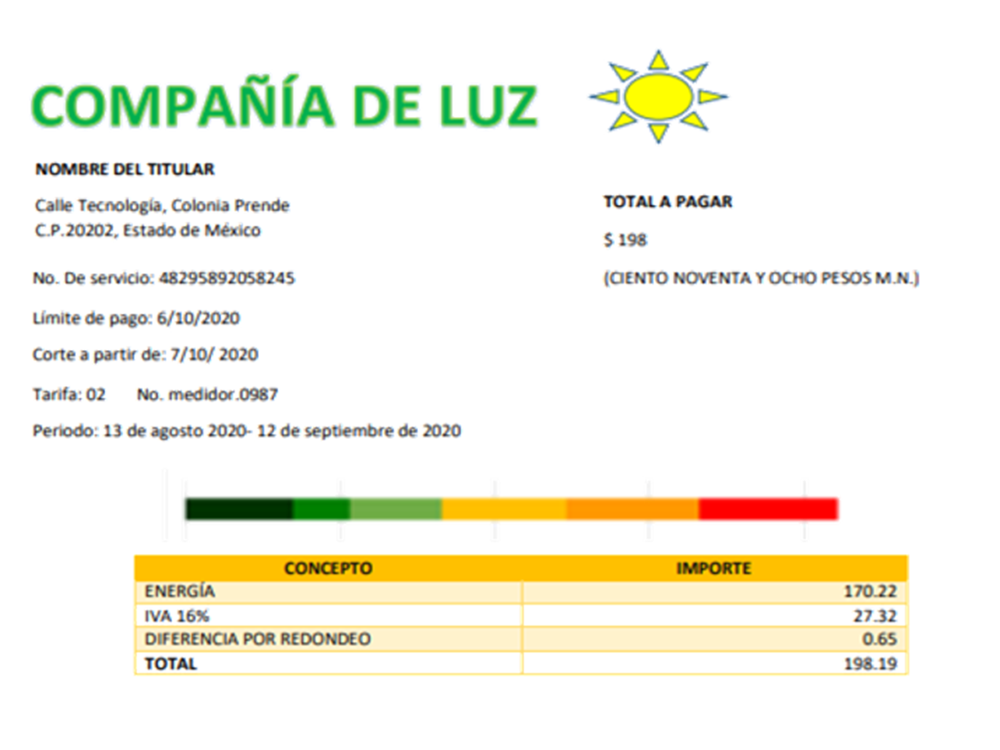 COMPAÑÍA DE LUZ
NOMBRE DEL TITULAR
Calle Tecnología, Colonia Prende
C.P.20202, Estado de México
No. De servicio: 48295892058245
Límite de pago: 6/10/2020
Corte a partir de: 7/10/ 2020
Tarifa: 02 No. medidor.0987
Periodo: 13 de agosto 2020- 12 de septiembre de 2020
TOTAL A PAGAR
$ 198
(CIENTO NOVENTA Y OCHO PESOS M.N.)
CONCEPTO IMPORTE
ENERGÍA 170.22
IVA 16% 27.32
DIFERENCIA POR REDONDEO 0.65
TOTAL 198.19